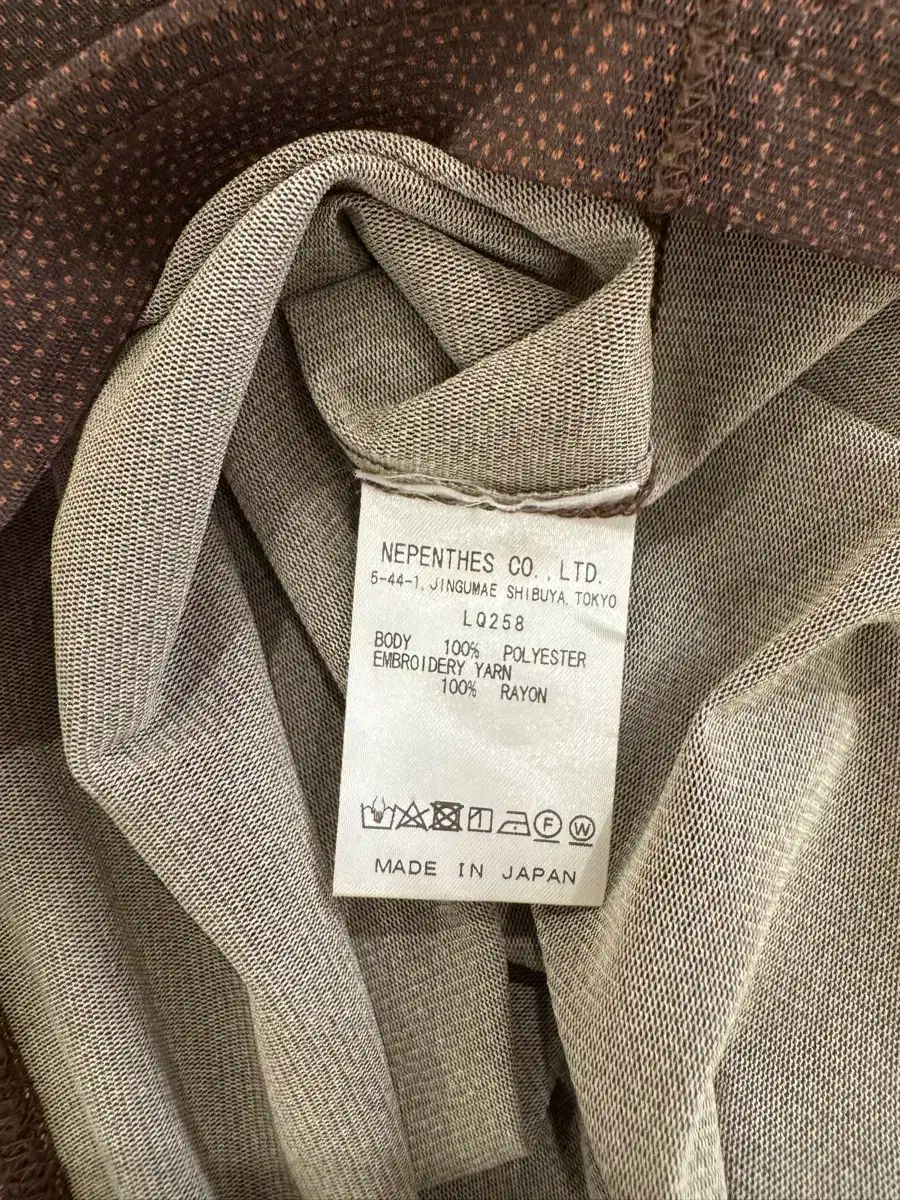 NEPENTHES CO., LTD.
5-44-1, JINGUMAE SHIBUYA, TOKYO
LQ258
BODY 100% POLYESTER
EMBROIDERY YARN
100% RAYON
F W
MADE IN JAPAN